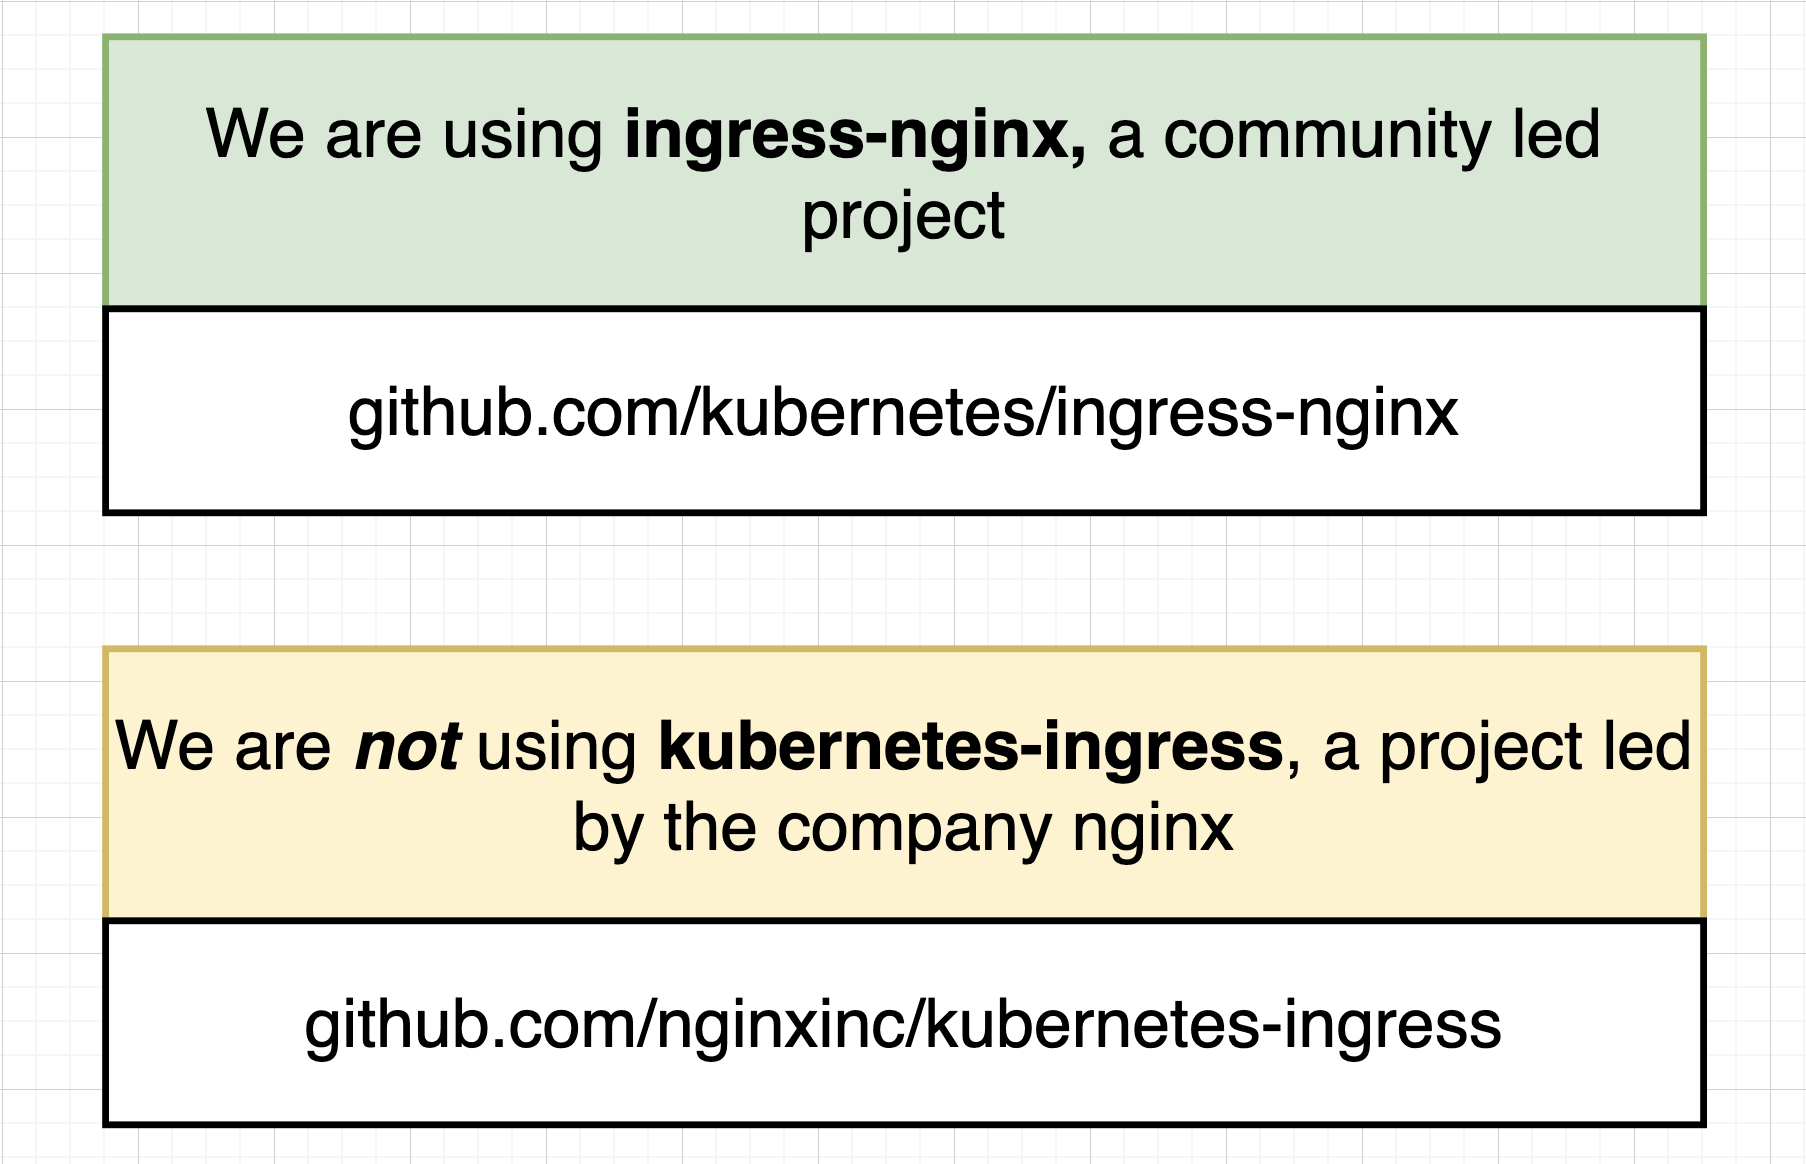 We are using ingress-nginx, a community led
project
github.com/kubernetes/ingress-nginx
We are not using kubernetes-ingress, a project led
by the company nginx
github.com/nginxinc/kubernetes-ingress